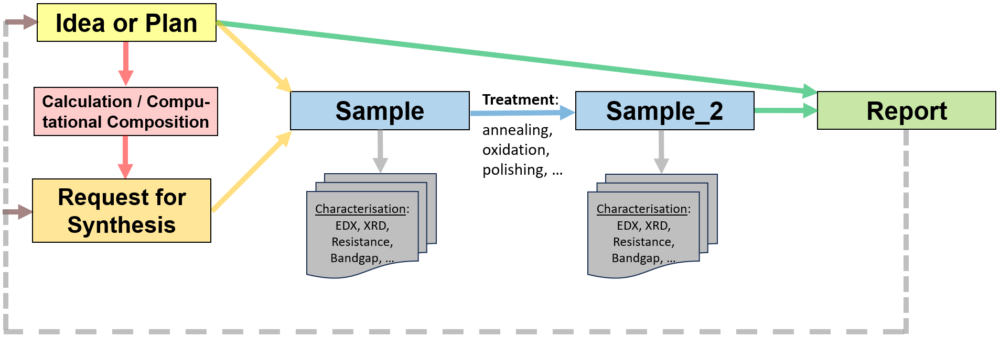 Idea or Plan
Calculation / Compu-
tational Composition
Request for
Synthesis
Sample
Treatment:
annealing,
oxidation,
polishing, ...
Sample_2
Report
Characterisation:
EDX, XRD,
Resistance,
Bandgap, ...
Characterisation:
EDX, XRD,
Resistance,
Bandgap, ...